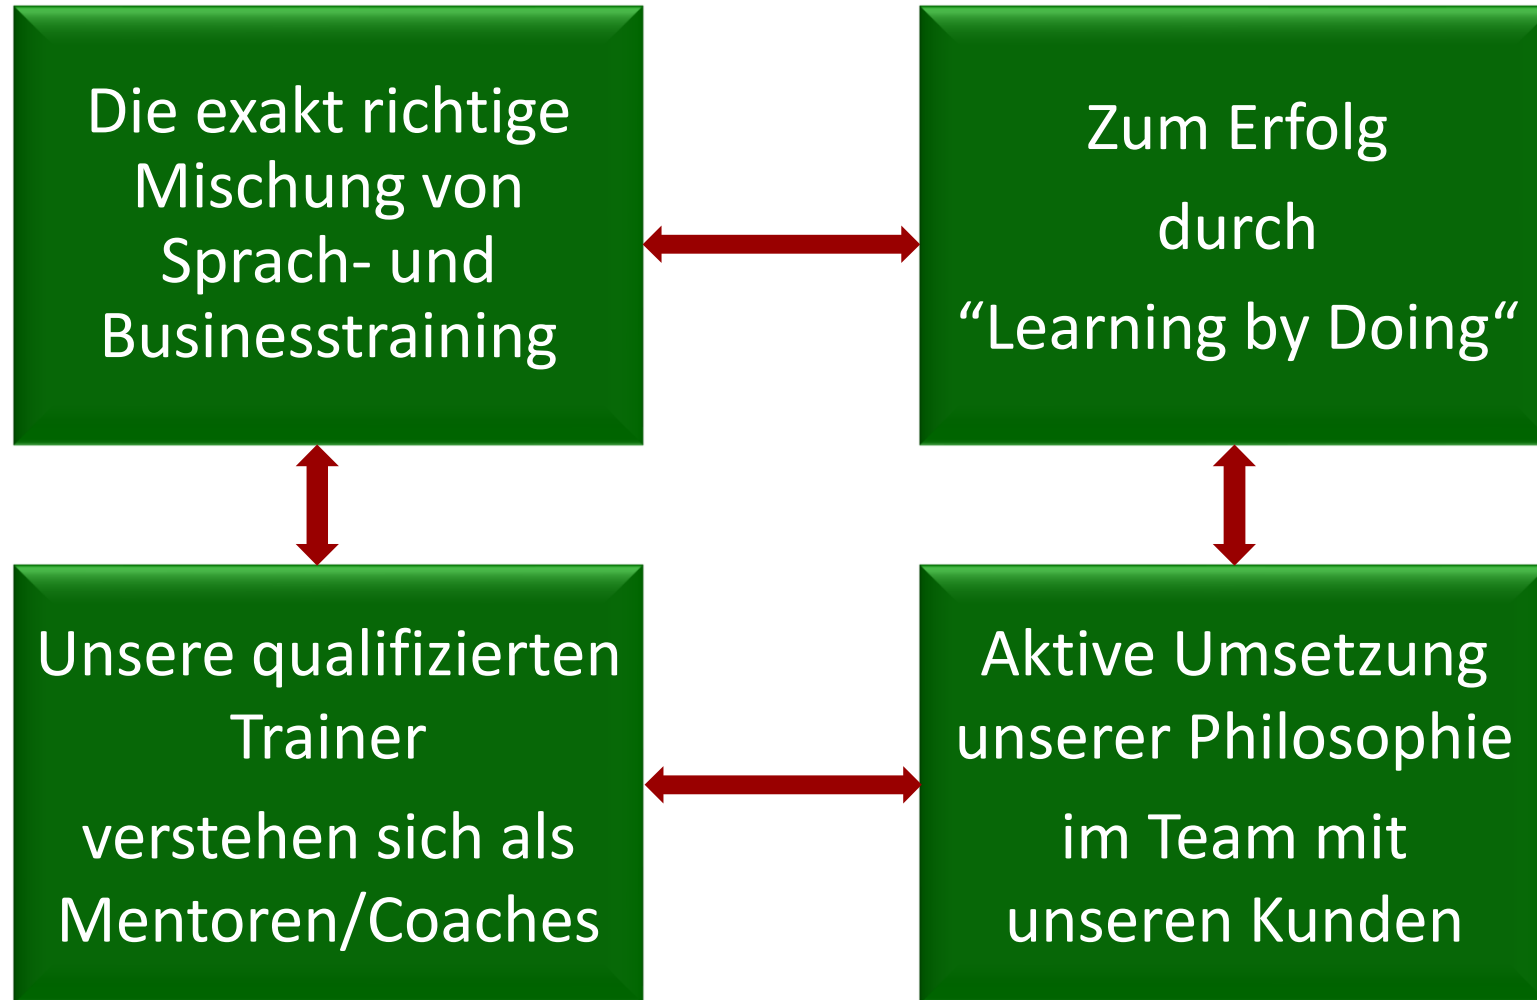 Die exakt richtige
Mischung von
Sprach- und
Businesstraining
Zum Erfolg
durch
“Learning by Doing“
Unsere qualifizierten
Trainer
verstehen sich als
Mentoren/Coaches
Aktive Umsetzung
unserer Philosophie
im Team mit
unseren Kunden